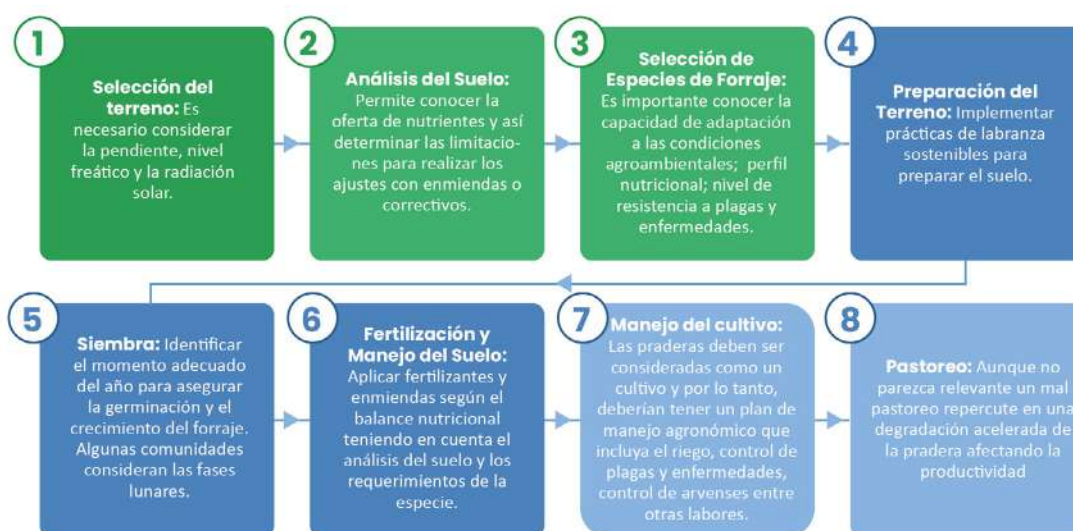 1
Selección del
terreno: Es
necesario considerar
la pendiente, nivel
freático y la radiación
solar.
2
Análisis del Suelo:
Permite conocer la
oferta de nutrientes y así
determinar las limitacio-
nes para realizar los
ajustes con enmiendas o
correctivos.
3
Selección de
Especies de Forraje:
Es importante conocer la
capacidad de adaptación
a las condiciones
agroambientales; perfil
nutricional; nivel de
resistencia a plagas y
enfermedades.
4
Preparación del
Terreno: Implementar
prácticas de labranza
sostenibles para
preparar el suelo.
5
Siembra: Identificar
el momento adecuado
del año para asegurar
la germinación y el
crecimiento del forraje.
Algunas comunidades
consideran las fases
lunares.
6
Fertilización y
Manejo del Suelo:
Aplicar fertilizantes y
enmiendas según el
balance nutricional
teniendo en cuenta el
análisis del suelo y los
requerimientos de la
especie.
7
Manejo del cultivo:
Las praderas deben ser
consideradas como un
cultivo y por lo tanto,
deberían tener un plan de
manejo agronómico que
incluya el riego, control de
plagas y enfermedades,
control de arvenses entre
otras labores.
8
Pastoreo: Aunque no
parezca relevante un mal
pastoreo repercute en una
degradación acelerada de
la pradera afectando la
productividad